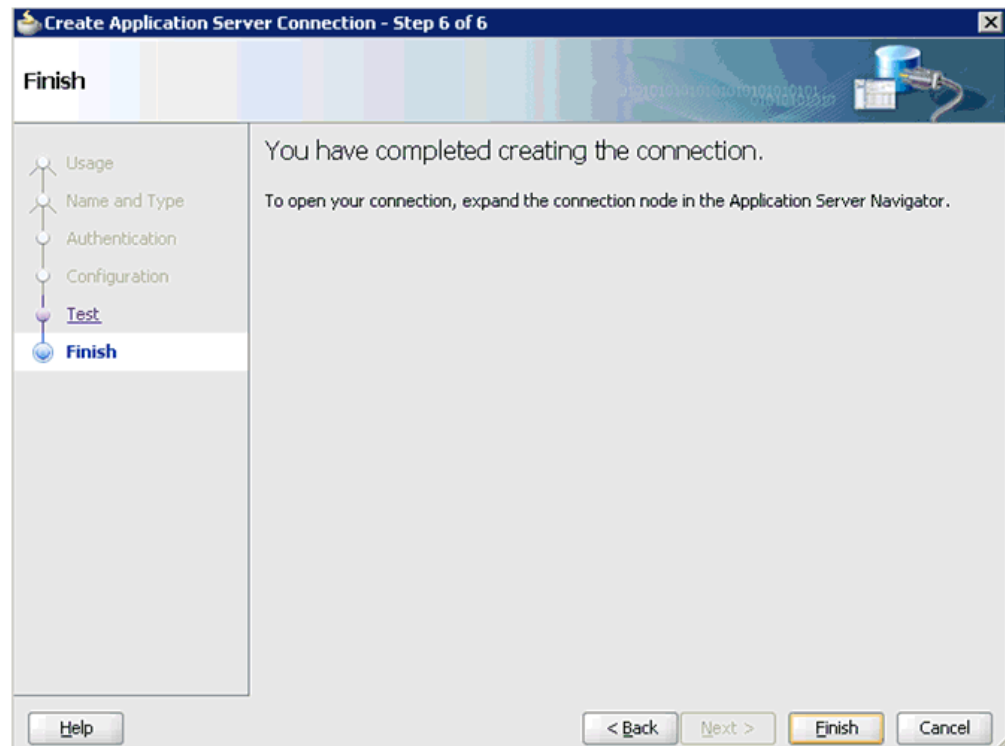 Create Application Server Connection - Step 6 of 6
Finish
Usage
Name and Type
Authentication
Configuration
Test
Finish
You have completed creating the connection.
To open your connection, expand the connection node in the Application Server Navigator.
Help
< Back
Next >
Finish
Cancel